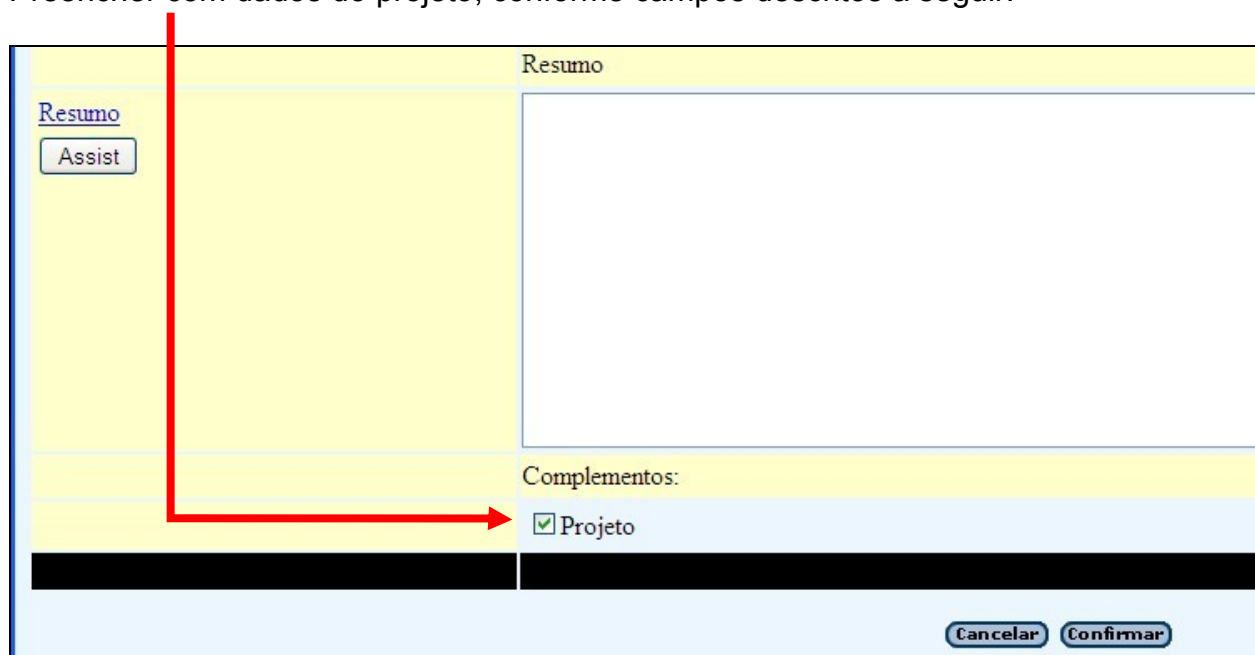 Preencher com dados do projeto, conforme campos descritos a seguir.
Resumo
Resumo
Assist
Complementos:
Projeto
Cancelar Confirmar